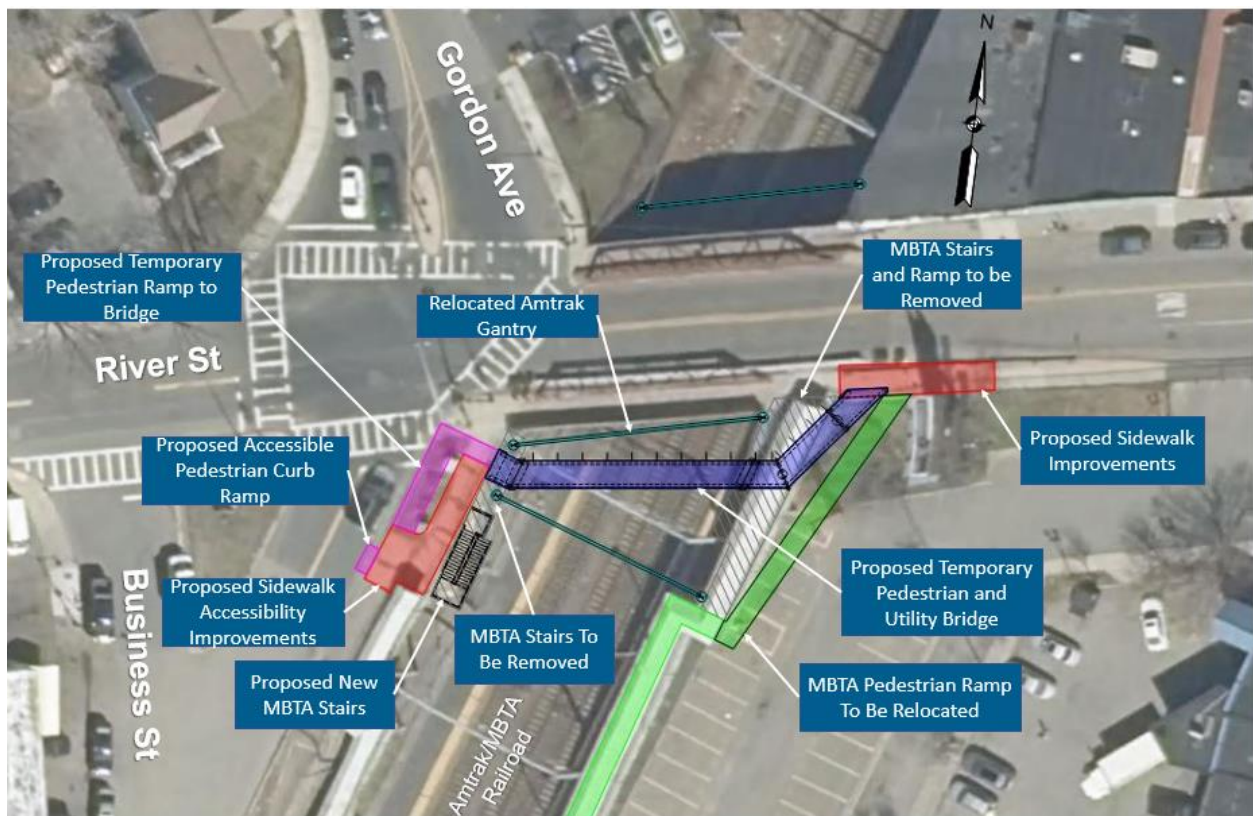 N
Gordon Ave
MBTA Stairs
and Ramp to be
Removed
Proposed Temporary
Pedestrian Ramp to
Bridge
Relocated Amtrak
Gantry
River St
Proposed Accessible
Pedestrian Curb
Ramp
Proposed Sidewalk
Improvements
Proposed Sidewalk
Accessibility
Improvements
Business St
MBTA Stairs To
Be Removed
Proposed Temporary
Pedestrian and
Utility Bridge
Proposed New
MBTA Stairs
MBTA Pedestrian Ramp
To Be Relocated
Amtrak/MBTA
Railroad